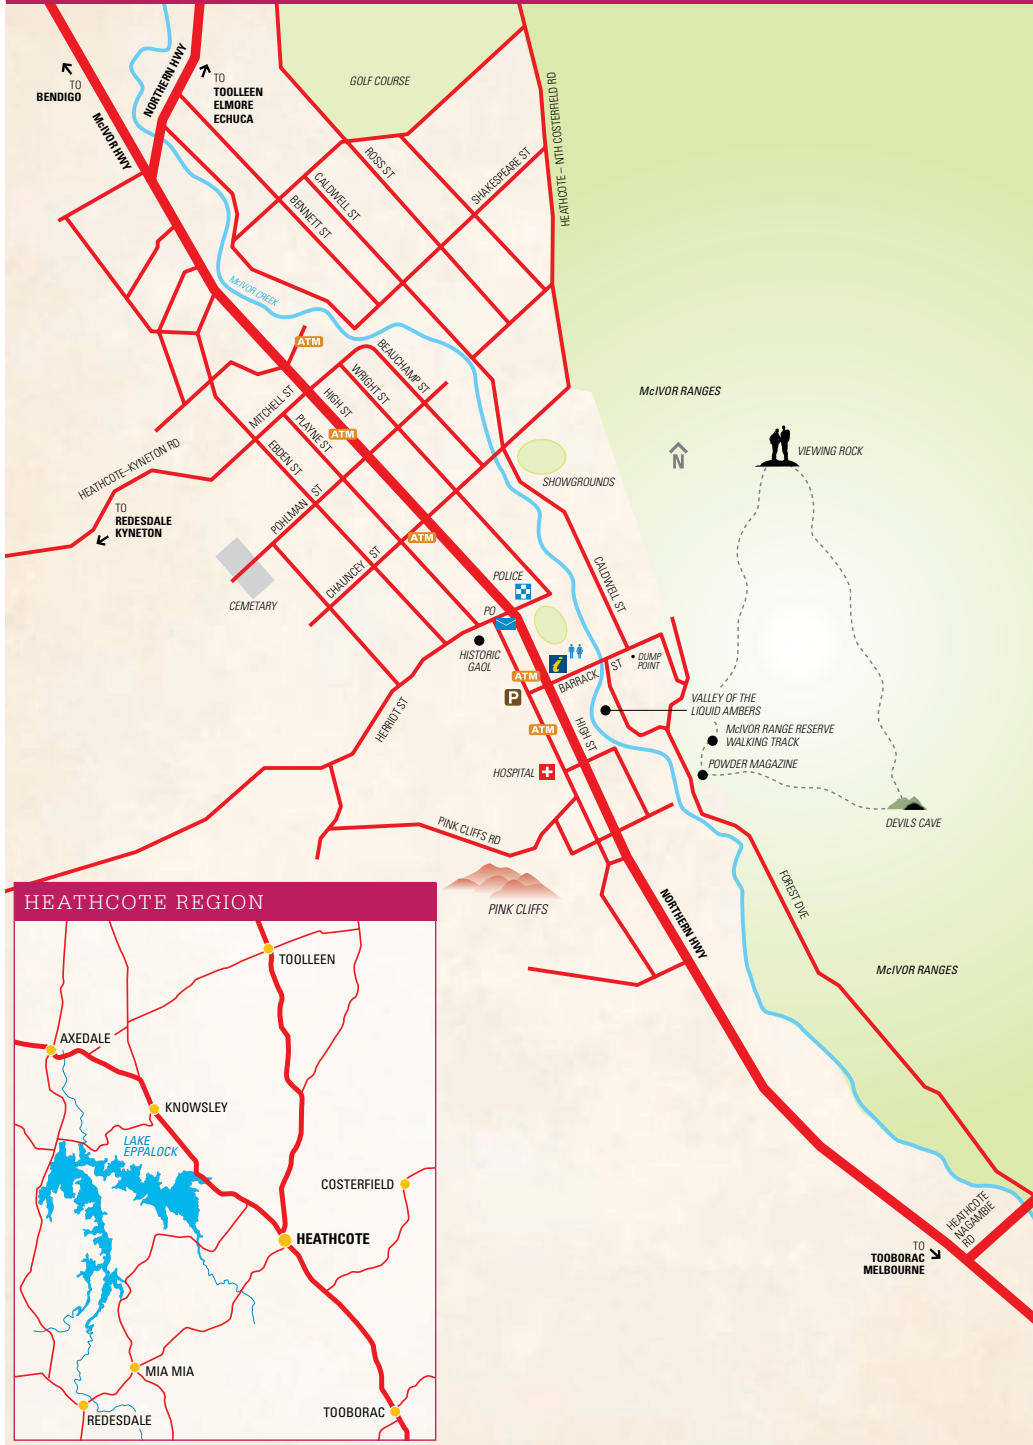 GOLF COURSE
TO
BENDIGO
NORTHERN HWY
TO
TOOLLEEN
ELMORE
ECHUCA
McIVOR HWY
ROSS ST
SHAKESPEARE ST
HEATHCOTE – NTH COSTERFIELD RD
CALDWELL ST
BENNETT ST
McIVOR CREEK
ATM
BEAUCHAMP ST
WRIGHT ST
MITCHELL ST
HIGH ST
McIVOR RANGES
PLAYNE ST
ATM
EBDEN ST
HEATHCOTE–KYNETON RD
N
VIEWING ROCK
SHOWGROUNDS
POHLMAN ST
TO
REDESDALE
KYNETON
ATM
CHAUNCEY ST
CALDWELL ST
POLICE
CEMETARY
PO
HISTORIC
GAOL
i
DUMP
POINT
ATM
BARRACK ST
P
VALLEY OF THE
LIQUID AMBERS
HERRIOT ST
HIGH ST
ATM
McIVOR RANGE RESERVE
WALKING TRACK
HOSPITAL
POWDER MAGAZINE
DEVILS CAVE
PINK CLIFFS RD
PINK CLIFFS
FOREST DVE
NORTHERN HWY
McIVOR RANGES
HEATHCOTE
NAGAMBIE
RD
TO
TOOBORAC
MELBOURNE
HEATHCOTE REGION
TOOLLEEN
AXEDALE
KNOWSLEY
LAKE
EPPALOCK
COSTERFIELD
HEATHCOTE
MIA MIA
REDESDALE
TOOBORAC